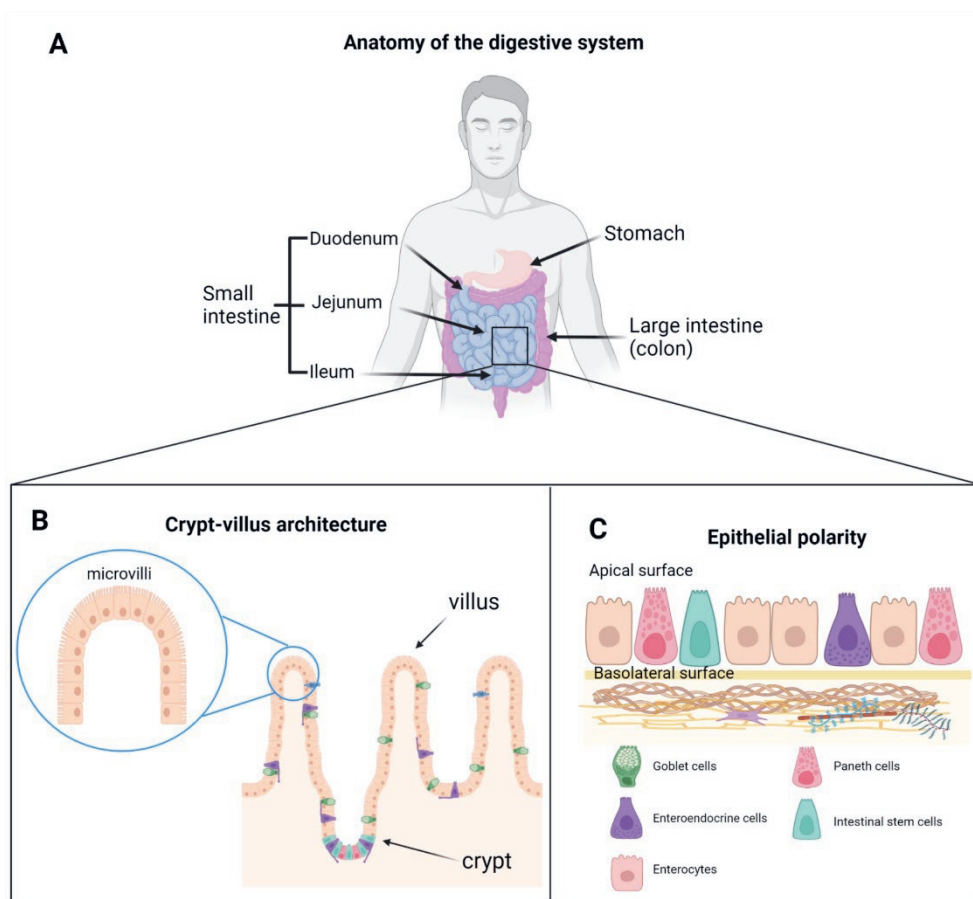 A
Anatomy of the digestive system
Duodenum
Stomach
Small
intestine
Jejunum
Large intestine
(colon)
Ileum
B
Crypt-villus architecture
microvilli
villus
crypt
C
Epithelial polarity
Apical surface
Basolateral surface
Goblet cells
Paneth cells
Enteroendocrine cells
Intestinal stem cells
Enterocytes